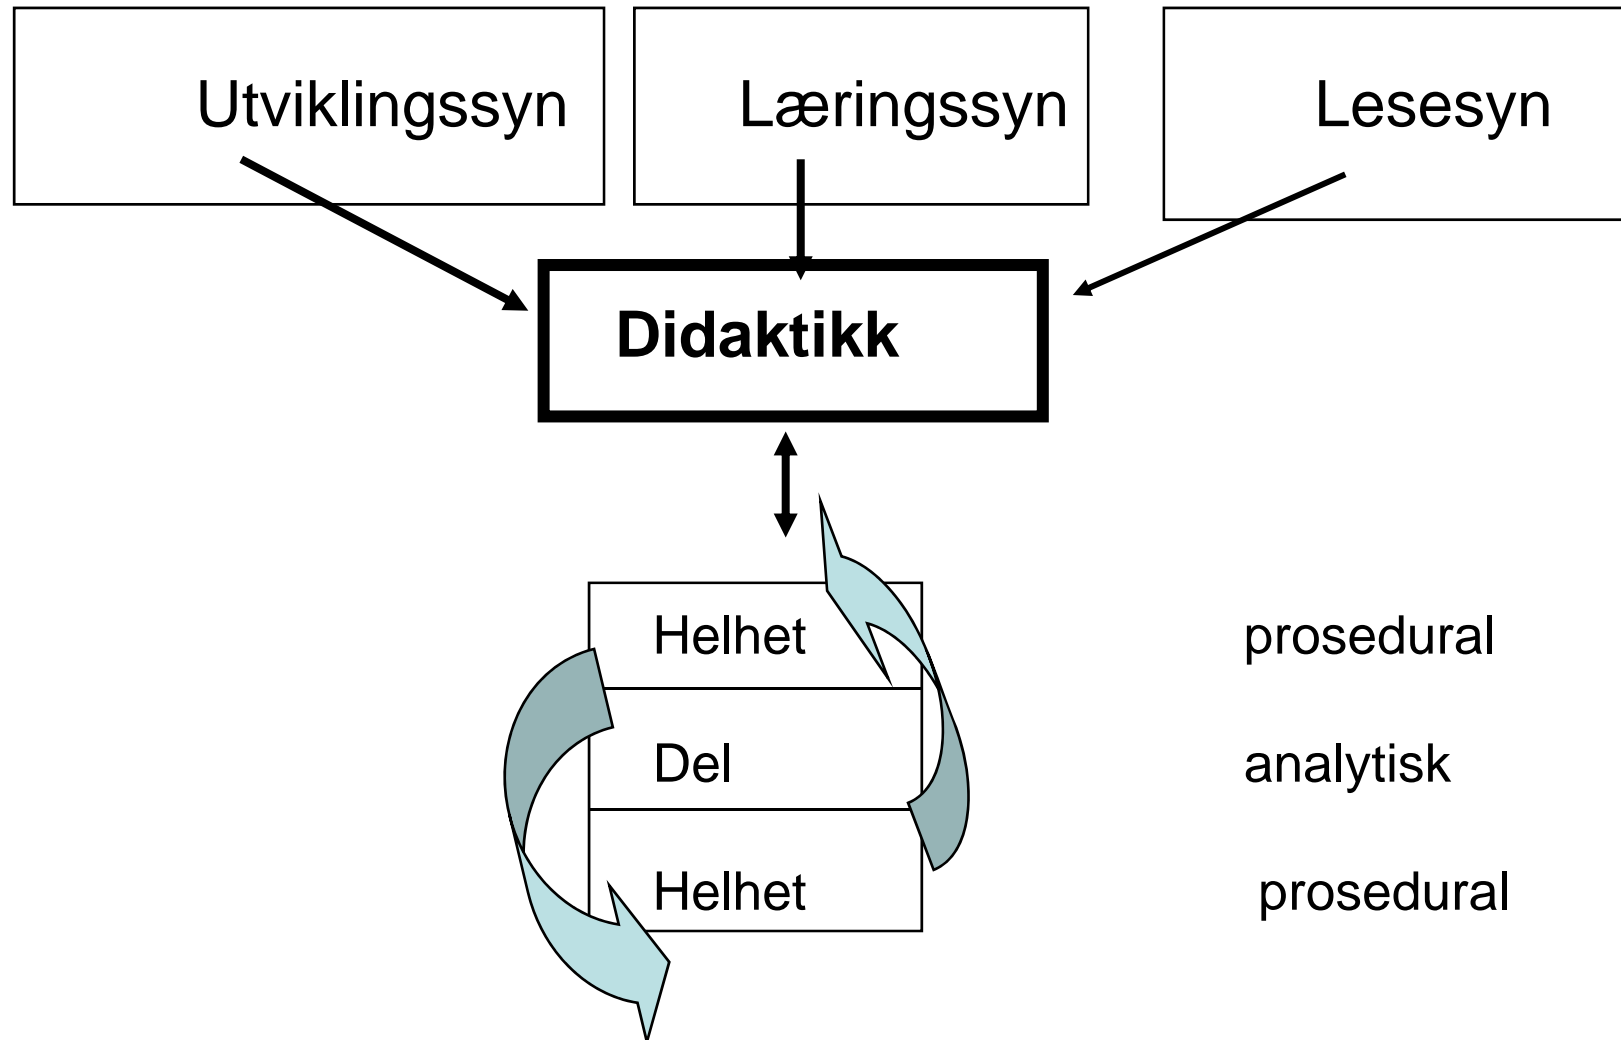 Utviklingssyn Læringssyn Lesesyn
Didaktikk
Helhet prosedural
Del analytisk
Helhet prosedural